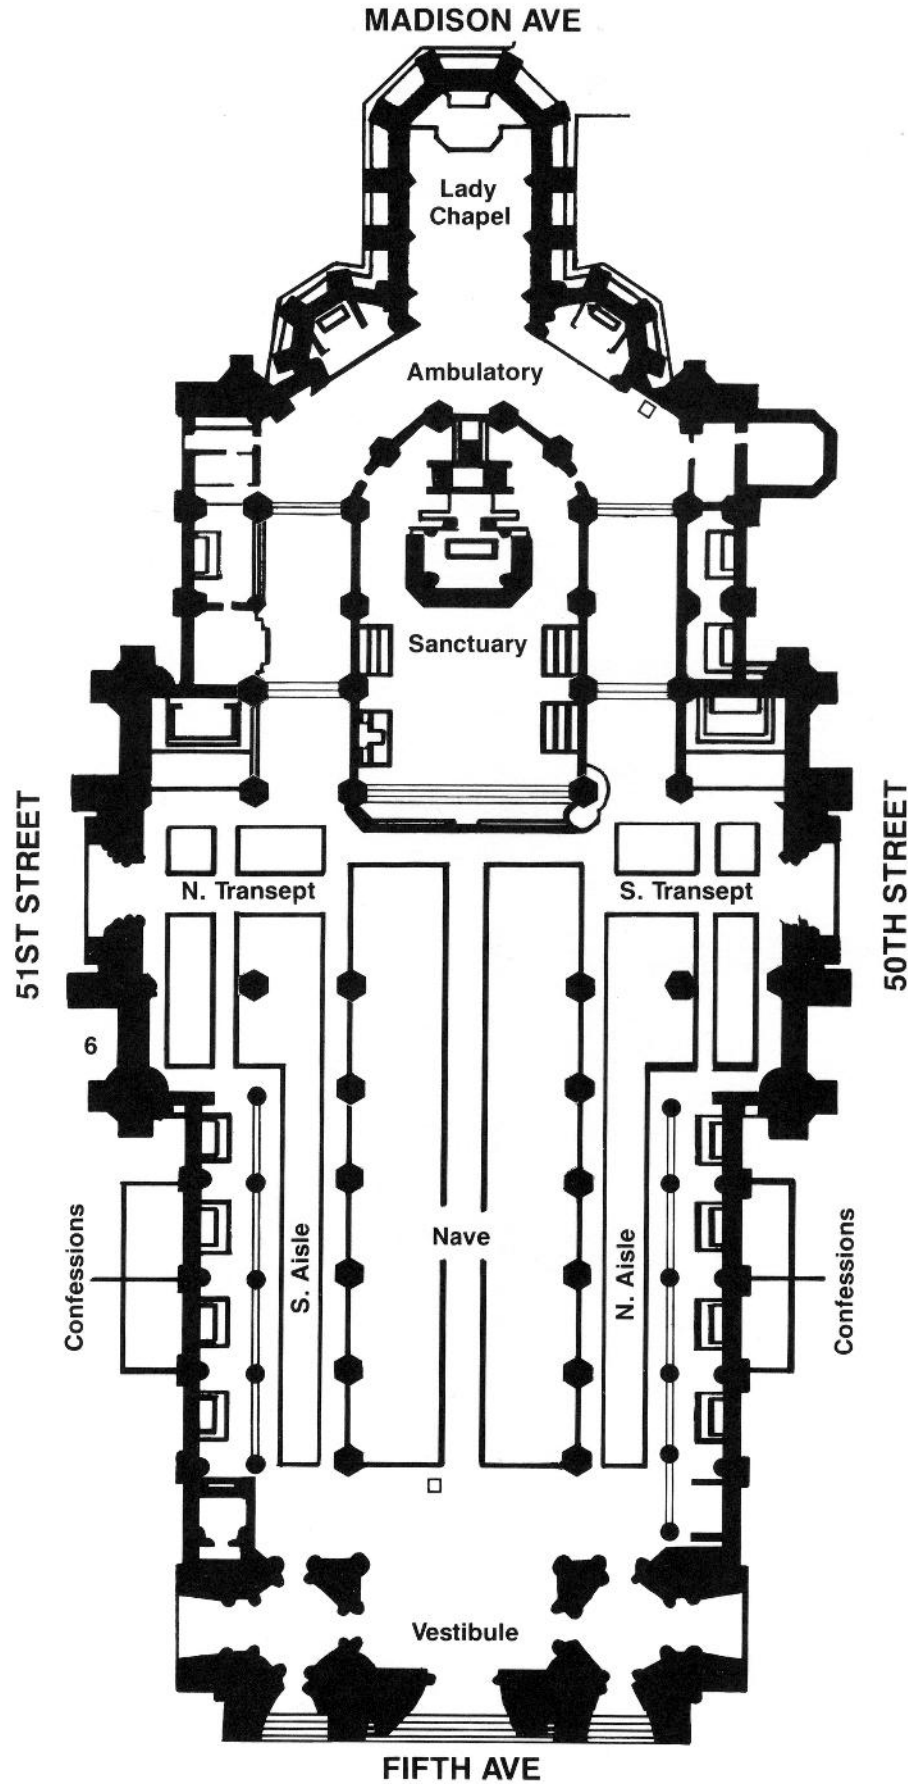 MADISON AVE
Lady
Chapel
Ambulatory
Sanctuary
51ST STREET
50TH STREET
N. Transept
S. Transept
6
Confessions
S. Aisle
Nave
N. Aisle
Confessions
Vestibule
FIFTH AVE